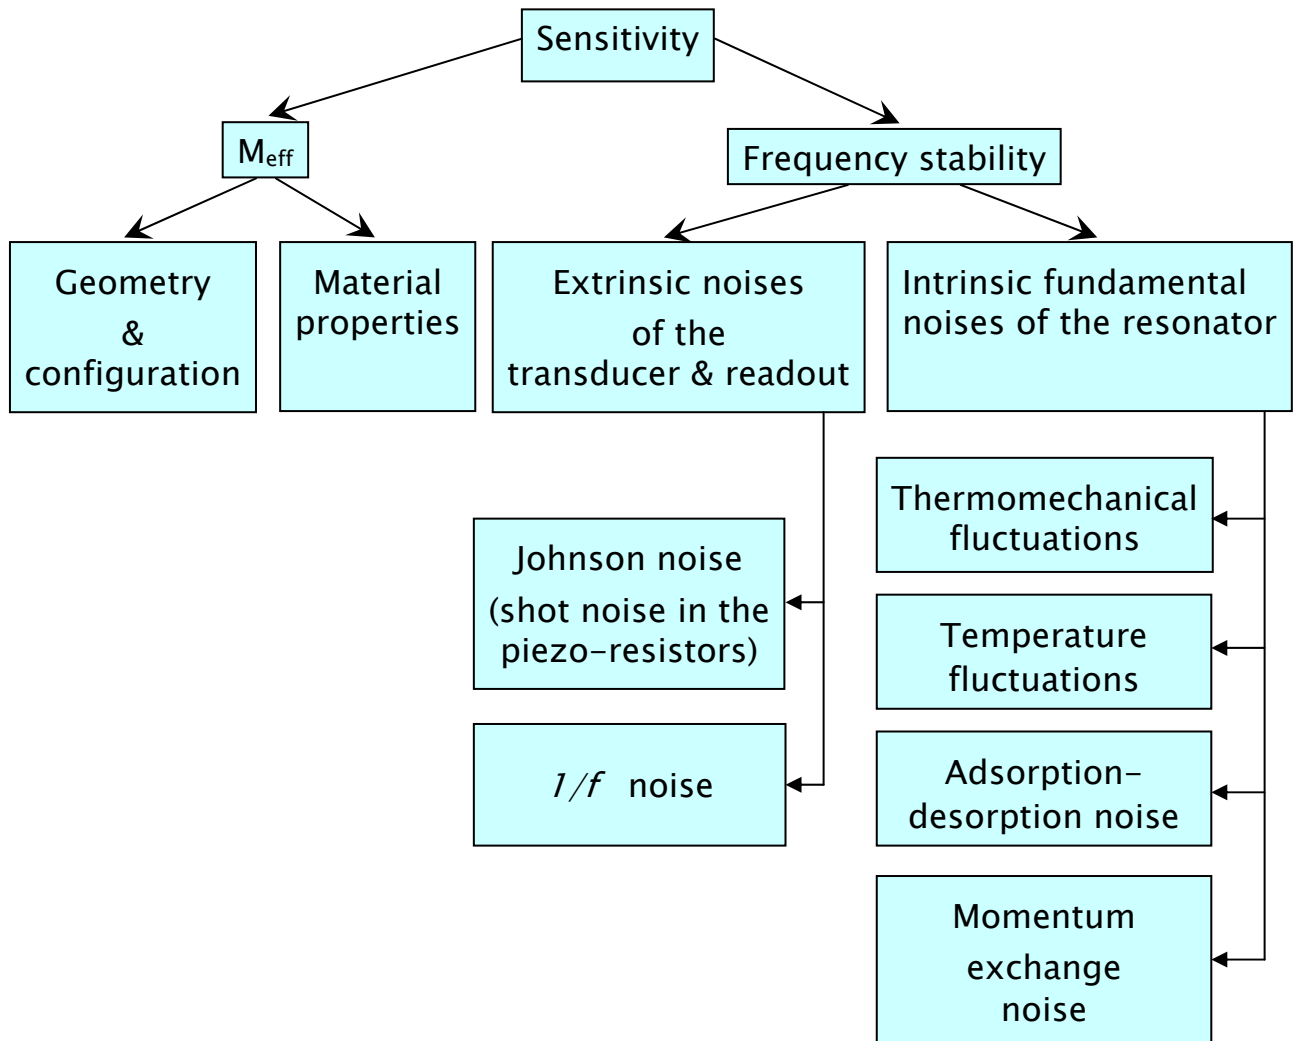 Sensitivity
M_eff
Frequency stability
Geometry
&
configuration
Material
properties
Extrinsic noises
of the
transducer & readout
Intrinsic fundamental
noises of the resonator
Johnson noise
(shot noise in the
piezo-resistors)
1/f noise
Thermomechanical
fluctuations
Temperature
fluctuations
Adsorption-
desorption noise
Momentum
exchange
noise